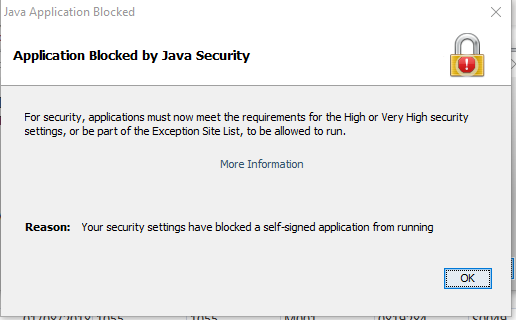 Java Application Blocked
Application Blocked by Java Security
For security, applications must now meet the requirements for the High or Very High security
settings, or be part of the Exception Site List, to be allowed to run.
More Information
Reason: Your security settings have blocked a self-signed application from running
OK